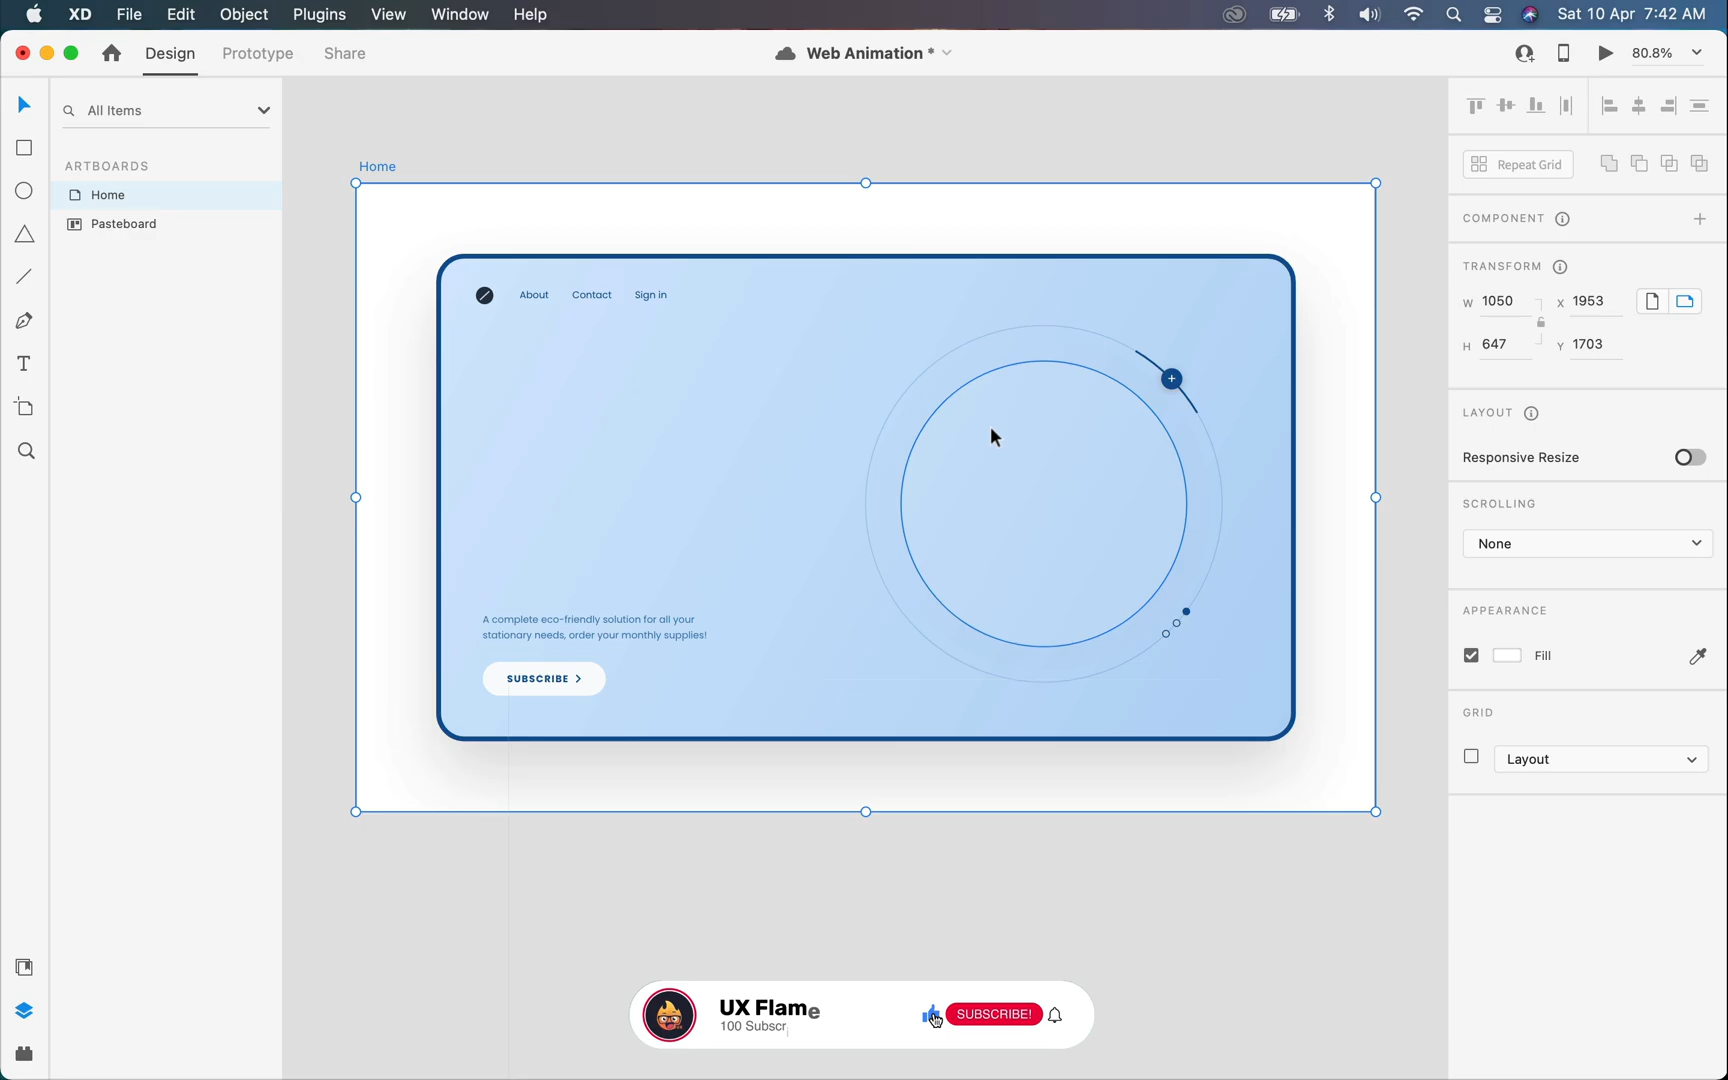 XD File Edit Object Plugins View Window Help
Sat 10 Apr 7:42 AM
Design Prototype Share
Web Animation *
80.8%
All Items
ARTBOARDS
Home
Pasteboard
Home
About Contact Sign in
A complete eco-friendly solution for all your
stationary needs, order your monthly supplies!
SUBSCRIBE
Repeat Grid
COMPONENT
TRANSFORM
W 1050 X 1953
H 647 Y 1703
LAYOUT
Responsive Resize
SCROLLING
None
APPEARANCE
Fill
GRID
Layout
UX Flame
100 Subscri
SUBSCRIBE!